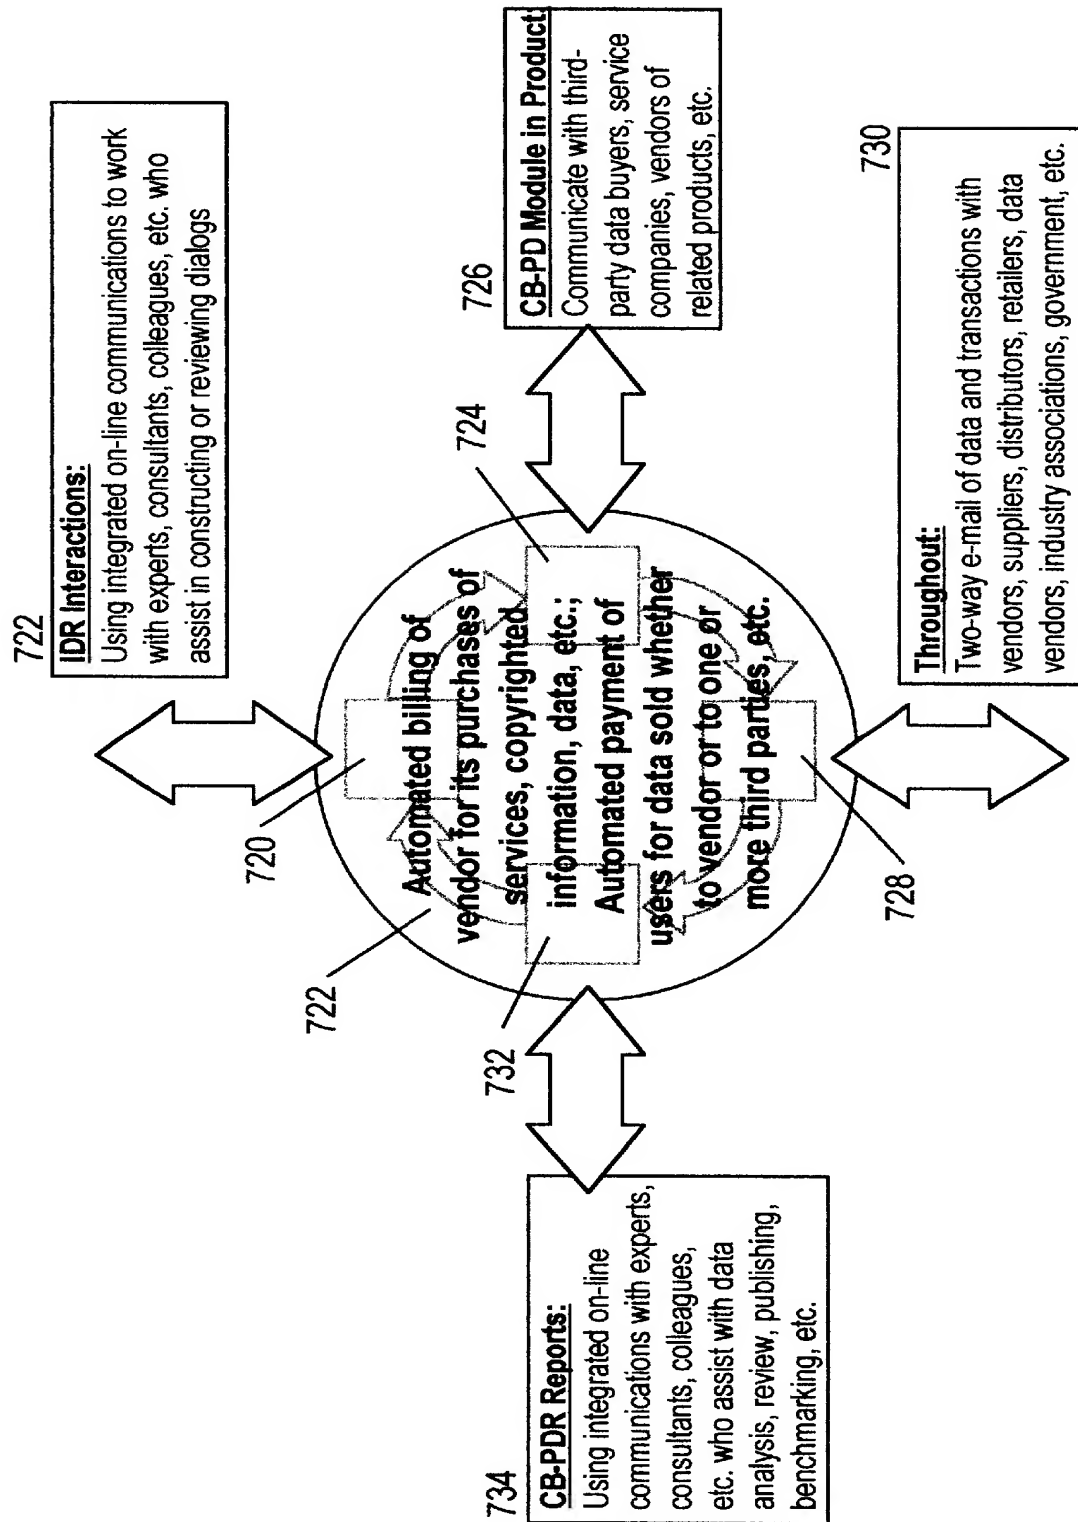 722
IDR Interactions:
Using integrated on-line communications to work
with experts, consultants, colleagues, etc. who
assist in constructing or reviewing dialogs
726
CB-PD Module in Product:
Communicate with third-
party data buyers, service
companies, vendors of
related products, etc.
730
Throughout:
Two-way e-mail of data and transactions with
vendors, suppliers, distributors, retailers, data
vendors, industry associations, government, etc.
734
CB-PDR Reports:
Using integrated on-line
communications with experts,
consultants, colleagues,
etc. who assist with data
analysis, review, publishing,
benchmarking, etc.
720
722
724
728
732
Automated billing of
vendor for its purchases of
services, copyrighted
information, data, etc.;
Automated payment of
users for data sold whether
to vendor or to one or
more third parties, etc.